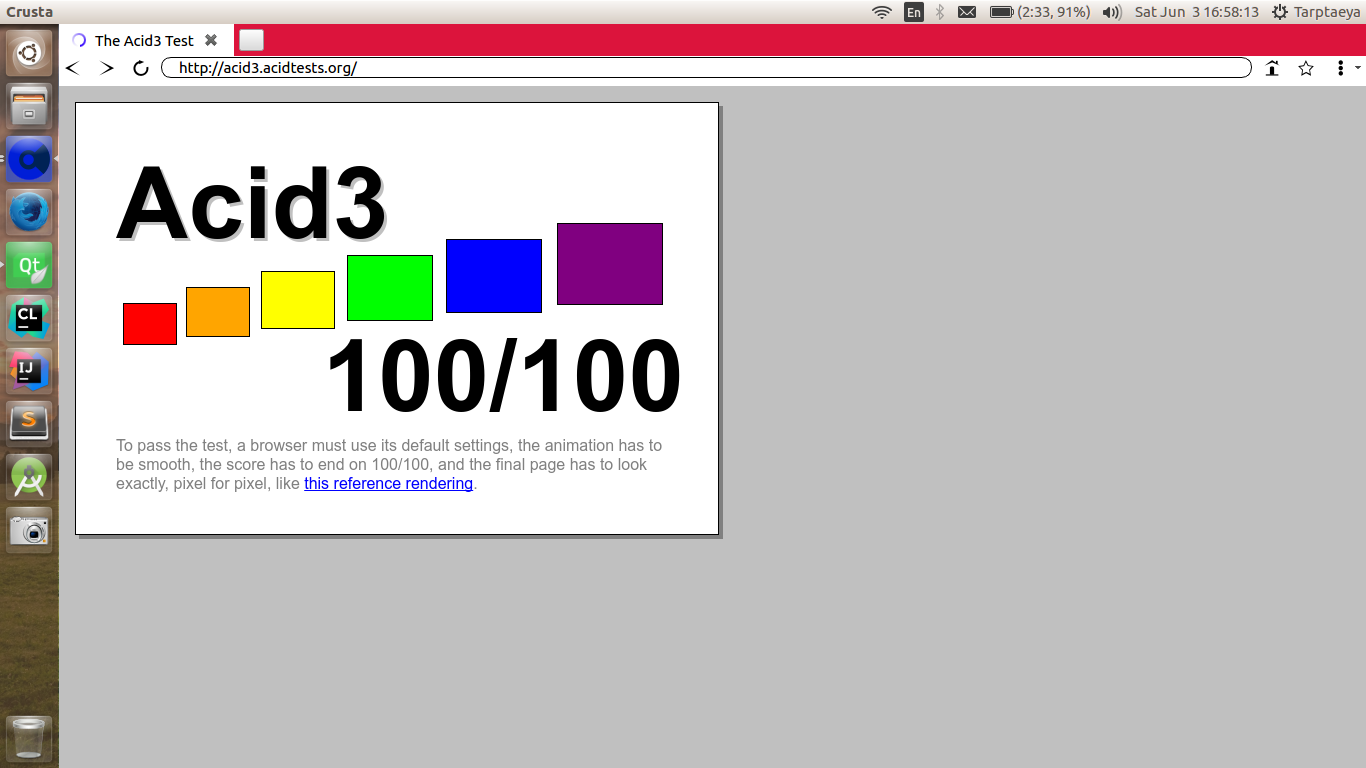 Crusta
En
(2:33, 91%)
Sat Jun 3 16:58:13
Tarptaeya
The Acid3 Test
http://acid3.acidtests.org/
Acid3
100/100
To pass the test, a browser must use its default settings, the animation has to
be smooth, the score has to end on 100/100, and the final page has to look
exactly, pixel for pixel, like this reference rendering.
Qt
CL
IJ
S